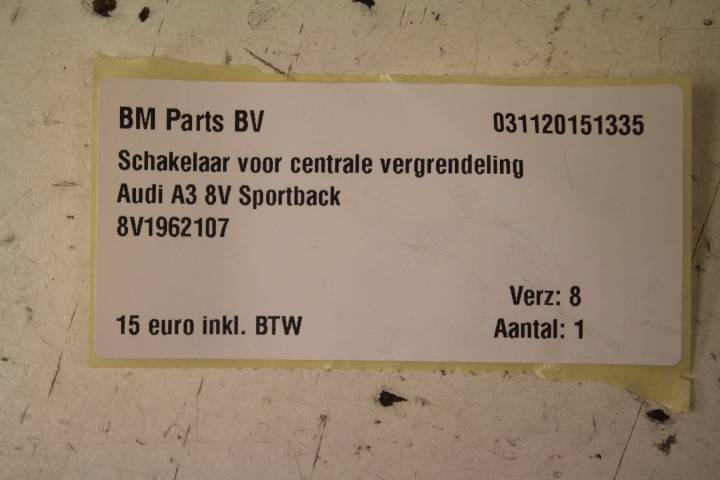 BM Parts BV 031120151335
Schakelaar voor centrale vergrendeling
Audi A3 8V Sportback
8V1962107
Verz: 8
15 euro inkl. BTW Aantal: 1